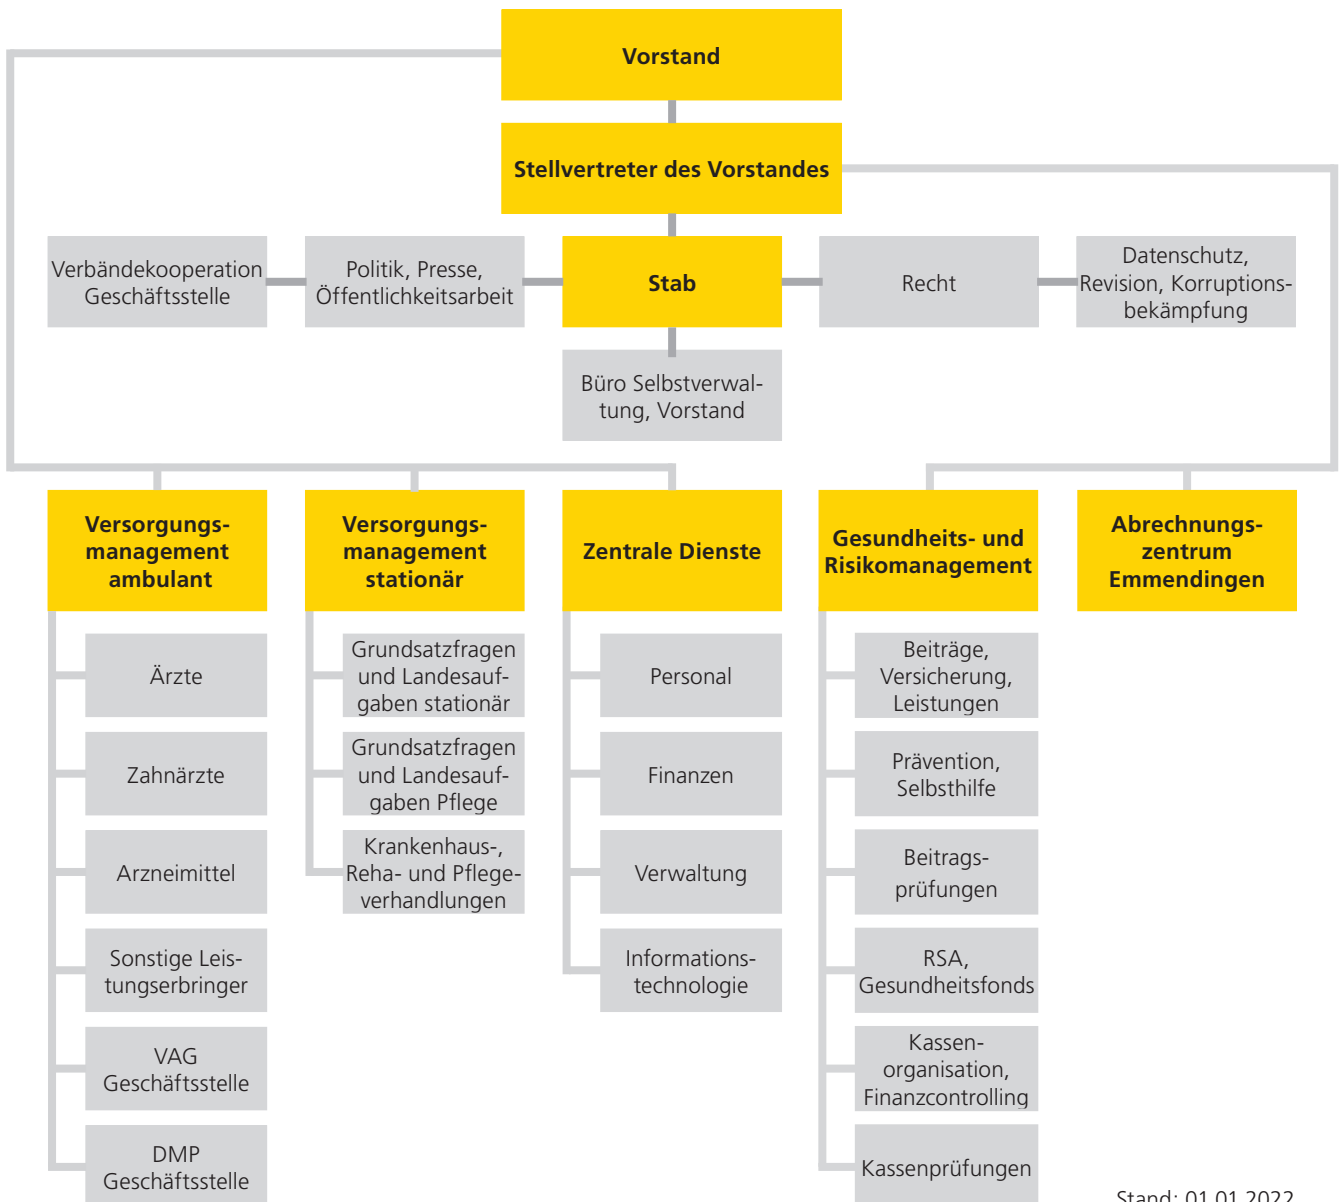 Vorstand
Stellvertreter des Vorstandes
Verbändekooperation
Geschäftsstelle
Politik, Presse,
Öffentlichkeitsarbeit
Stab
Recht
Datenschutz,
Revision, Korruptions-
bekämpfung
Büro Selbstverwal-
tung, Vorstand
Versorgungs-
management
ambulant
Versorgungs-
management
stationär
Zentrale Dienste
Gesundheits- und
Risikomanagement
Abrechnungs-
zentrum
Emmendingen
Ärzte
Zahnärzte
Arzneimittel
Sonstige Leis-
tungserbringer
VAG
Geschäftsstelle
DMP
Geschäftsstelle
Grundsatzfragen
und Landesauf-
gaben stationär
Grundsatzfragen
und Landesauf-
gaben Pflege
Krankenhaus-,
Reha- und Pflege-
verhandlungen
Personal
Finanzen
Verwaltung
Informations-
technologie
Beiträge,
Versicherung,
Leistungen
Prävention,
Selbsthilfe
Beitrags-
prüfungen
RSA,
Gesundheitsfonds
Kassen-
organisation,
Finanzcontrolling
Kassenprüfungen
Stand: 01.01.2022